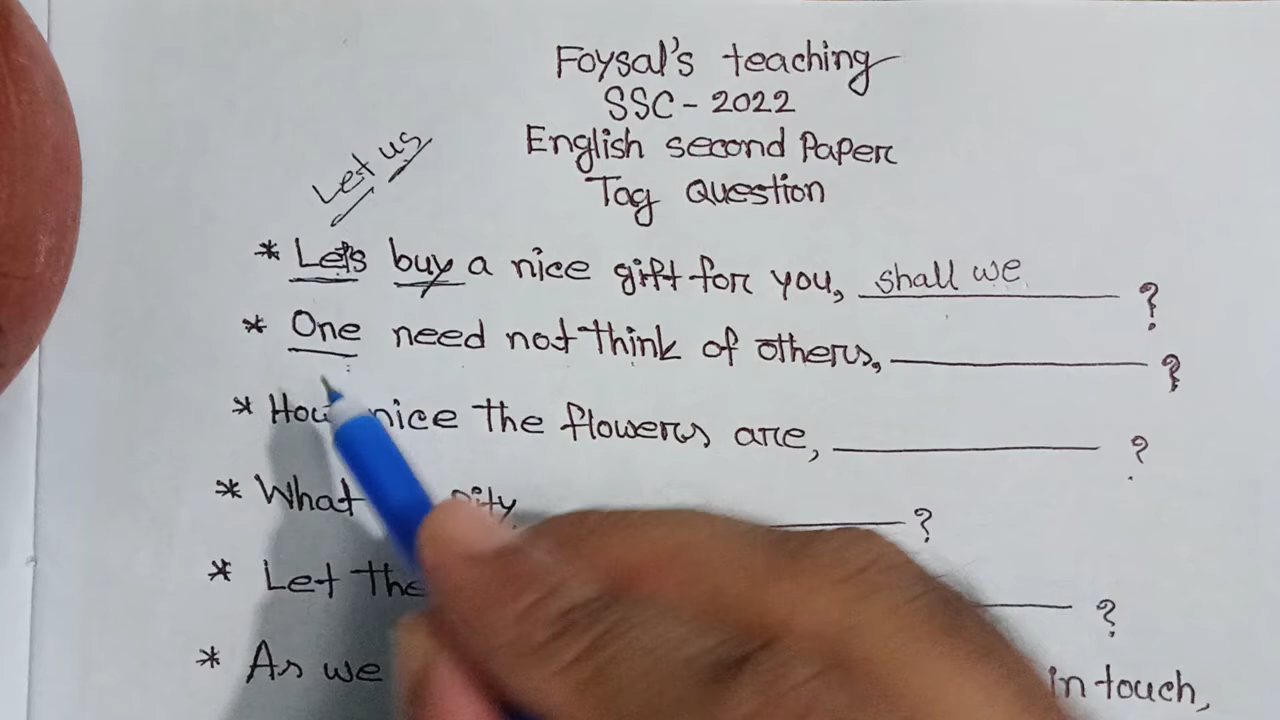 Foysal's teaching
SSC - 2022
English second Paper
Tag Question
Let us
* Let's buy a nice gift for you, shall we ?
* One need not think of others, ?
* How nice the flowers are, ?
* What pity, ?
* Let the ?
* As we in touch,